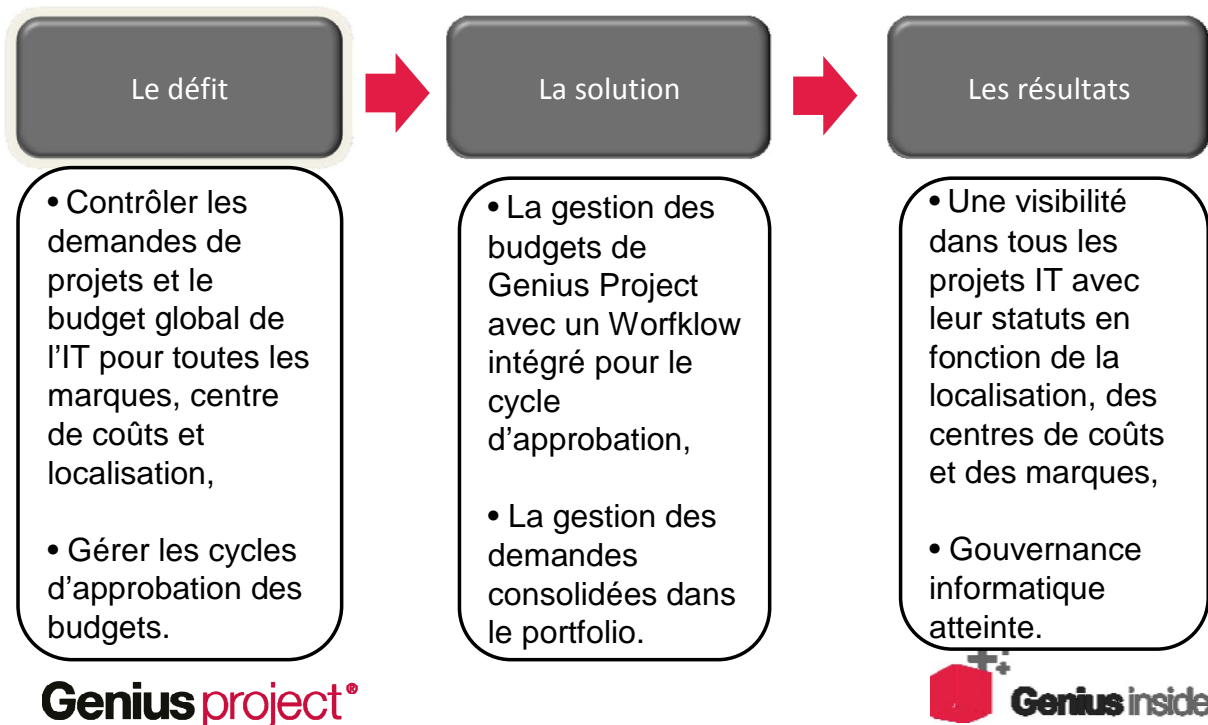 Le défit
La solution
Les résultats
• Contrôler les
demandes de
projets et le
budget global de
l’IT pour toutes les
marques, centre
de coûts et
localisation,
• Gérer les cycles
d’approbation des
budgets.
• La gestion des
budgets de
Genius Project
avec un Worfklow
intégré pour le
cycle
d’approbation,
• La gestion des
demandes
consolidées dans
le portfolio.
• Une visibilité
dans tous les
projets IT avec
leur statuts en
fonction de la
localisation, des
centres de coûts
et des marques,
• Gouvernance
informatique
atteinte.
Genius project®
Genius inside